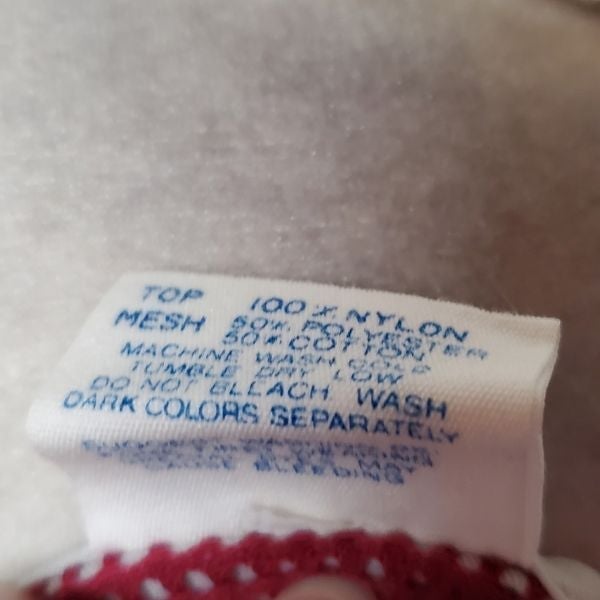 TOP 100% NYLON
MESH 50% POLYESTER
50% COTTON
MACHINE WASH COLD
TUMBLE DRY LOW
DO NOT BLEACH WASH
DARK COLORS SEPARATELY
BLEEDING